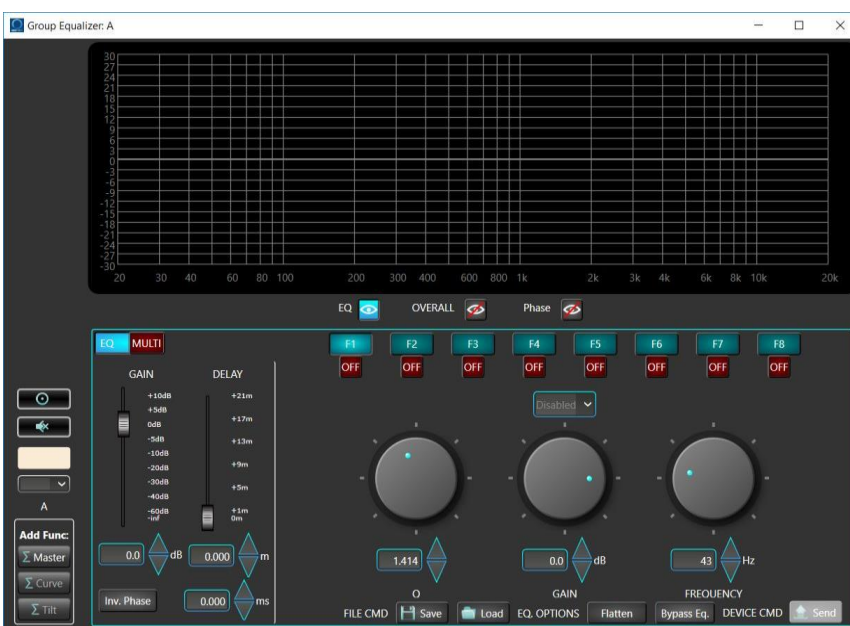 Group Equalizer: A
30
27
24
21
18
15
12
9
6
3
0
-3
-6
-9
-12
-15
-18
-21
-24
-27
-30
20 30 40 60 80 100 200 300 400 600 800 1k 2k 3k 4k 6k 8k 10k 20k
EQ OVERALL Phase
EQ MULTI F1 F2 F3 F4 F5 F6 F7 F8
OFF OFF OFF OFF OFF OFF OFF OFF
GAIN DELAY
+10dB +21m
+5dB
0dB +17m
-5dB +13m
-10dB
-20dB +9m
-30dB +5m
-40dB
-60dB +1m
-inf 0m
Disabled
A
Add Func:
Σ Master
Σ Curve
Σ Tilt
0.0 dB 0.000 m
Inv. Phase 0.000 ms
1.414 0.0 dB 43 Hz
Q GAIN FREQUENCY
FILE CMD Save Load EQ. OPTIONS Flatten Bypass Eq. DEVICE CMD Send